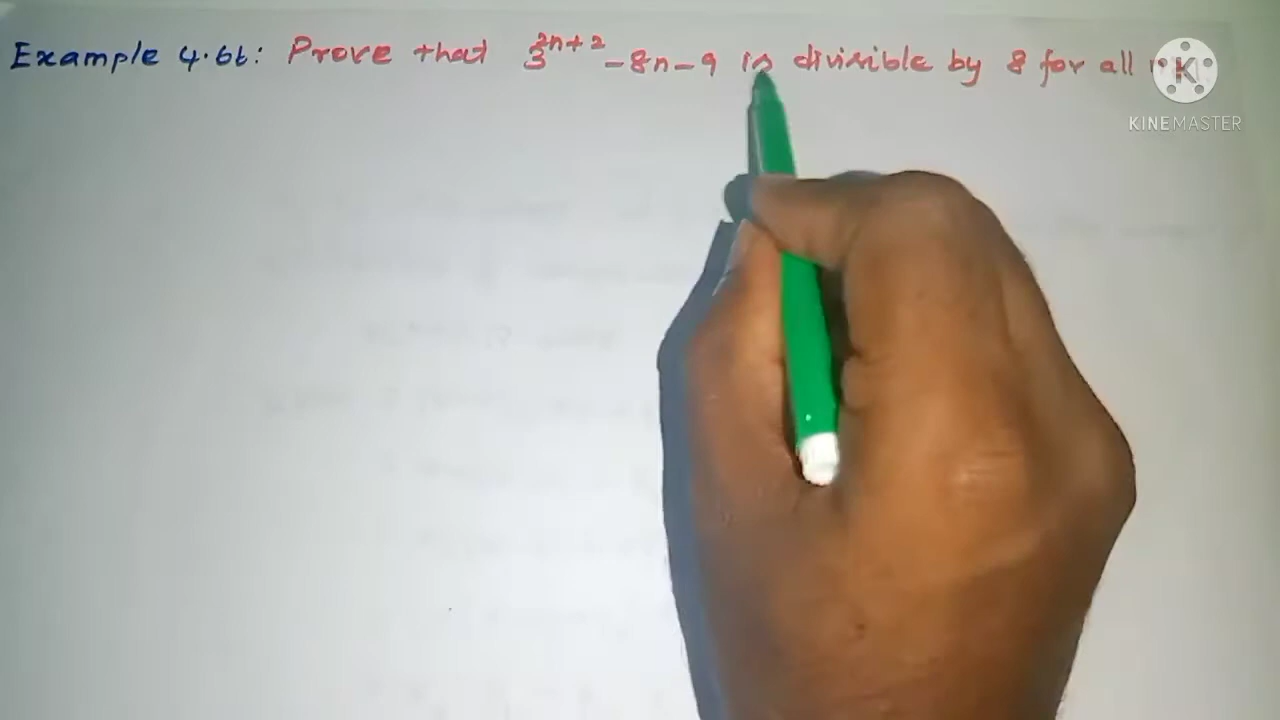 Example 4.66: Prove that 3^{2n+2} - 8n - 9 is divisible by 8 for all
K
KINEMASTER